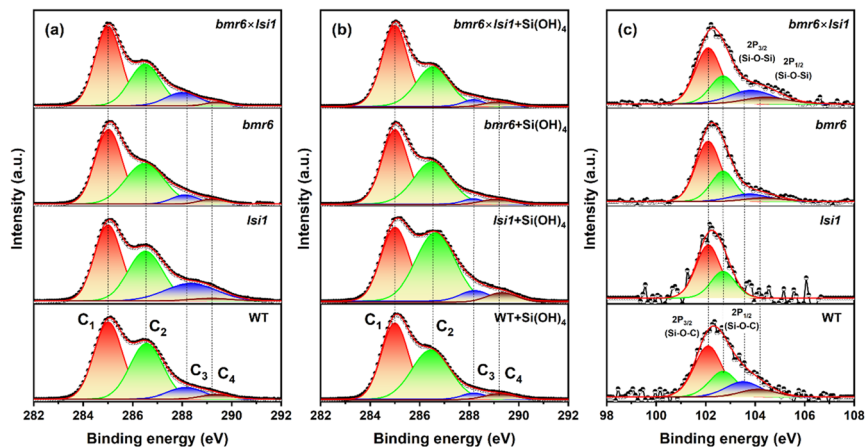 (a)
bmr6×lsi1
bmr6
lsi1
WT
C₁
C₂
C₃
C₄
Intensity (a.u.)
282 284 286 288 290 292
Binding energy (eV)
(b)
bmr6×lsi1+Si(OH)₄
bmr6+Si(OH)₄
lsi1+Si(OH)₄
WT+Si(OH)₄
C₁
C₂
C₃
C₄
Intensity (a.u.)
282 284 286 288 290 292
Binding energy (eV)
(c)
bmr6×lsi1
2P₃/₂
(Si-O-Si)
2P₁/₂
(Si-O-Si)
bmr6
lsi1
WT
2P₃/₂
(Si-O-C)
2P₁/₂
(Si-O-C)
Intensity (a.u.)
98 100 102 104 106 108
Binding energy (eV)